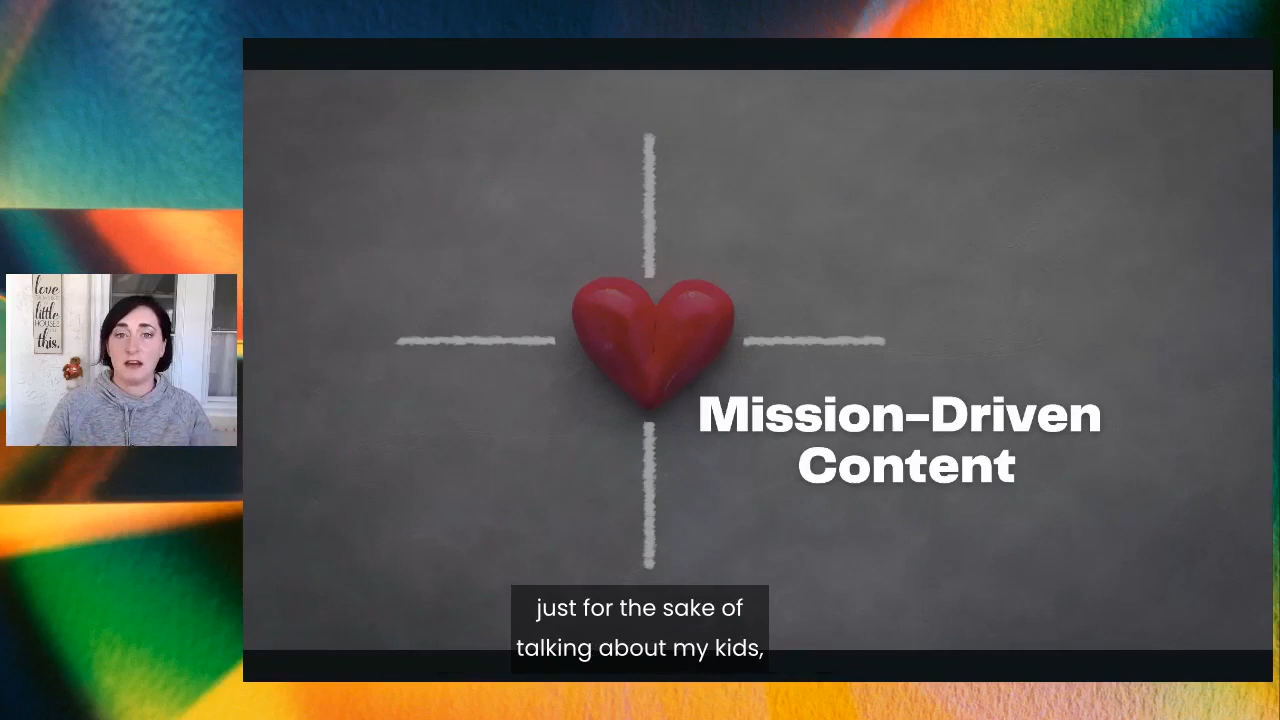 love
little
HOUSE
this.
Mission-Driven
Content
just for the sake of
talking about my kids,